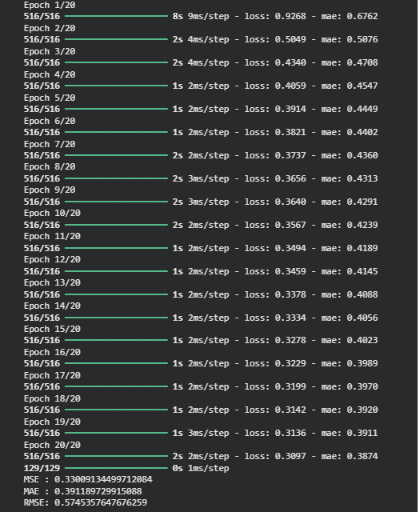 Epoch 1/20
516/516 ━━━━━━━━━━ 8s 9ms/step - loss: 0.9268 - mae: 0.6762
Epoch 2/20
516/516 ━━━━━━━━━━ 2s 4ms/step - loss: 0.5049 - mae: 0.5076
Epoch 3/20
516/516 ━━━━━━━━━━ 2s 4ms/step - loss: 0.4340 - mae: 0.4708
Epoch 4/20
516/516 ━━━━━━━━━━ 1s 2ms/step - loss: 0.4059 - mae: 0.4547
Epoch 5/20
516/516 ━━━━━━━━━━ 1s 2ms/step - loss: 0.3914 - mae: 0.4449
Epoch 6/20
516/516 ━━━━━━━━━━ 1s 2ms/step - loss: 0.3821 - mae: 0.4402
Epoch 7/20
516/516 ━━━━━━━━━━ 2s 2ms/step - loss: 0.3737 - mae: 0.4360
Epoch 8/20
516/516 ━━━━━━━━━━ 2s 3ms/step - loss: 0.3656 - mae: 0.4313
Epoch 9/20
516/516 ━━━━━━━━━━ 2s 3ms/step - loss: 0.3640 - mae: 0.4291
Epoch 10/20
516/516 ━━━━━━━━━━ 2s 2ms/step - loss: 0.3567 - mae: 0.4239
Epoch 11/20
516/516 ━━━━━━━━━━ 1s 2ms/step - loss: 0.3494 - mae: 0.4189
Epoch 12/20
516/516 ━━━━━━━━━━ 1s 2ms/step - loss: 0.3459 - mae: 0.4145
Epoch 13/20
516/516 ━━━━━━━━━━ 1s 2ms/step - loss: 0.3378 - mae: 0.4088
Epoch 14/20
516/516 ━━━━━━━━━━ 1s 2ms/step - loss: 0.3334 - mae: 0.4056
Epoch 15/20
516/516 ━━━━━━━━━━ 1s 2ms/step - loss: 0.3278 - mae: 0.4023
Epoch 16/20
516/516 ━━━━━━━━━━ 1s 2ms/step - loss: 0.3229 - mae: 0.3989
Epoch 17/20
516/516 ━━━━━━━━━━ 1s 2ms/step - loss: 0.3199 - mae: 0.3970
Epoch 18/20
516/516 ━━━━━━━━━━ 1s 2ms/step - loss: 0.3142 - mae: 0.3920
Epoch 19/20
516/516 ━━━━━━━━━━ 1s 3ms/step - loss: 0.3136 - mae: 0.3911
Epoch 20/20
516/516 ━━━━━━━━━━ 2s 2ms/step - loss: 0.3097 - mae: 0.3874
129/129 ━━━━━━━━━━ 0s 1ms/step
MSE : 0.33009134499712084
MAE : 0.391189729915088
RMSE: 0.5745357647676259